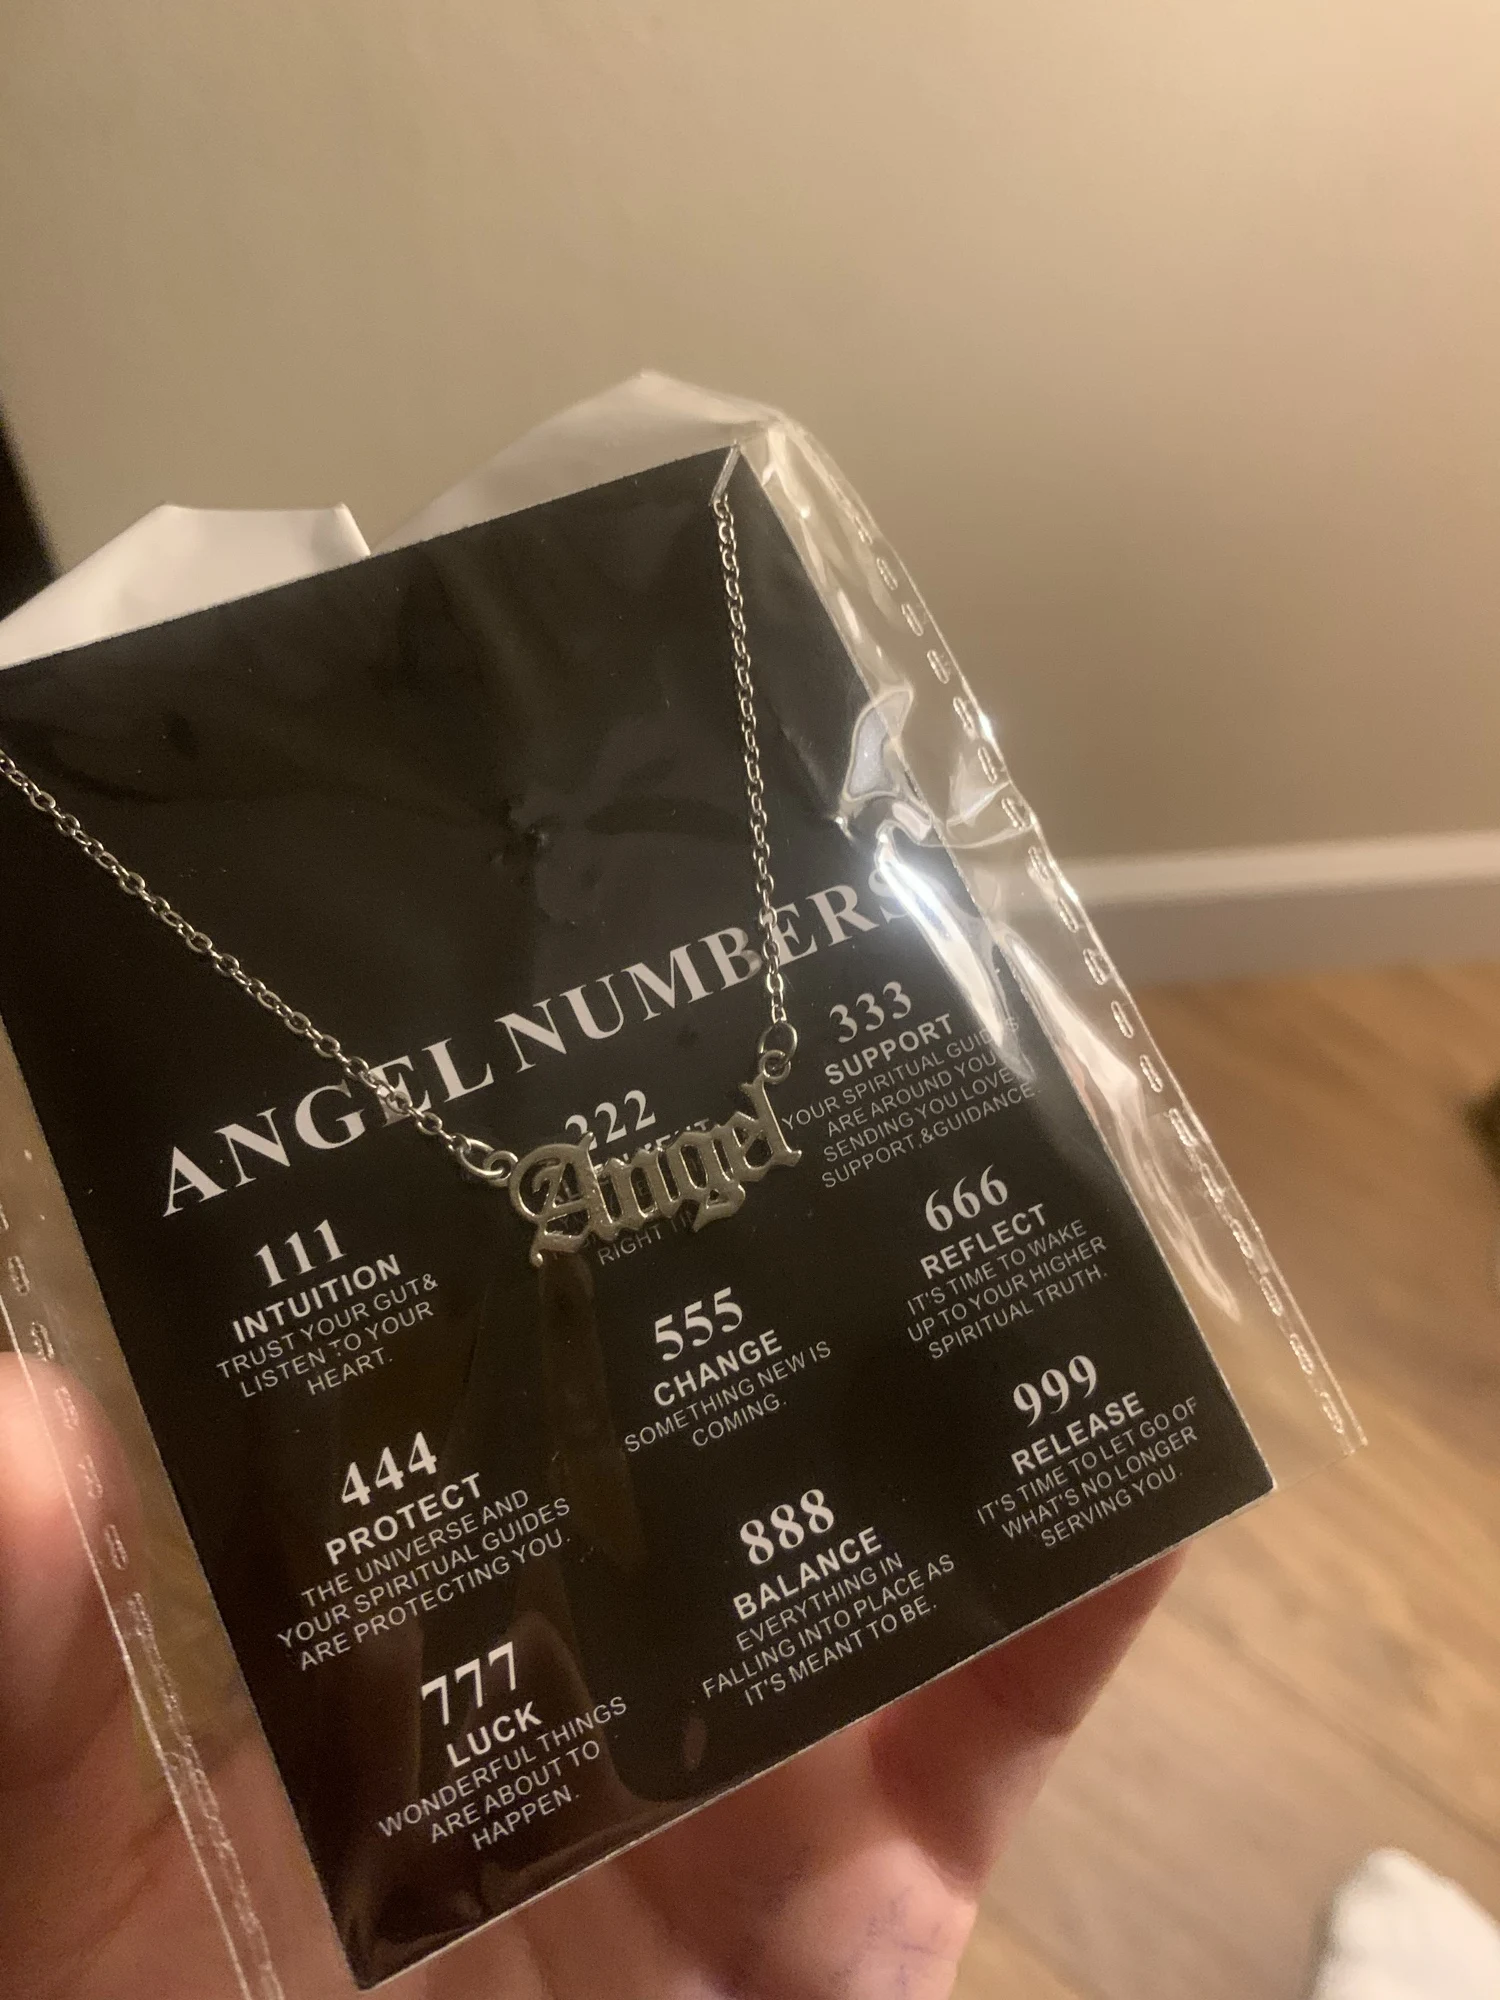 ANGEL NUMBERS
111
INTUITION
TRUST YOUR GUT&
LISTEN TO YOUR
HEART.
222
RIGHT
Angel
333
SUPPORT
YOUR SPIRITUAL
ARE AROUND YOU
SENDING YOU LOVE
SUPPORT,&GUIDANCE.
444
PROTECT
THE UNIVERSE AND
YOUR SPIRITUAL GUIDES
ARE PROTECTING YOU.
555
CHANGE
SOMETHING NEW IS
COMING.
666
REFLECT
IT'S TIME TO WAKE
UP TO YOUR HIGHER
SPIRITUAL TRUTH.
777
LUCK
WONDERFUL THINGS
ARE ABOUT TO
HAPPEN.
888
BALANCE
EVERYTHING IN
FALLING INTO PLACE AS
IT'S MEANT TO BE.
999
RELEASE
IT'S TIME TO LET GO OF
WHAT'S NO LONGER
SERVING YOU.